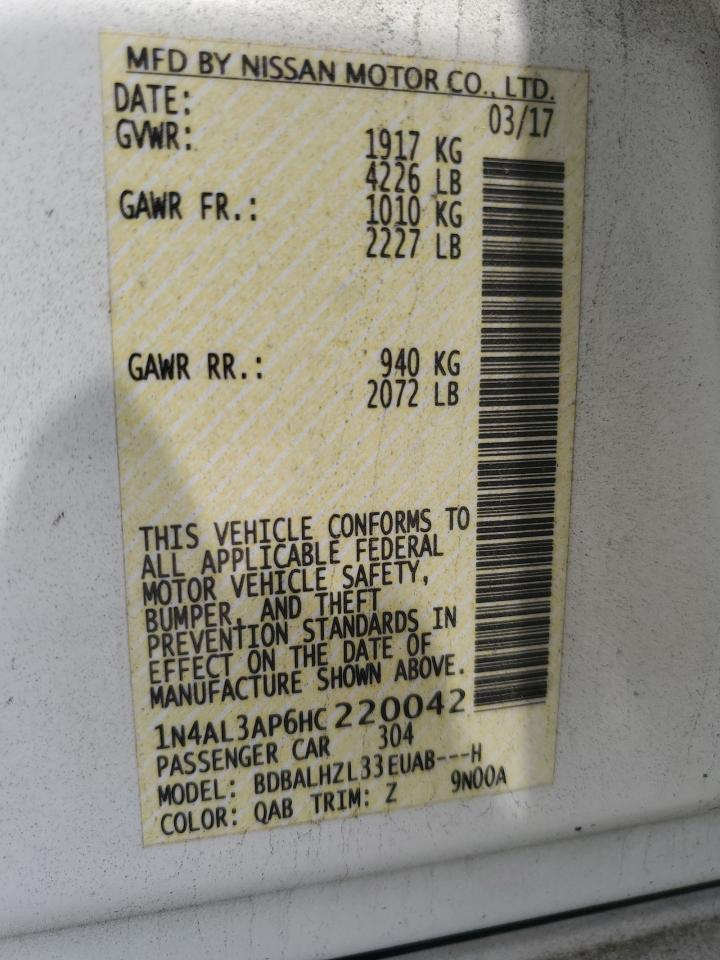 MFD BY NISSAN MOTOR CO., LTD.
DATE: 03/17
GVWR: 1917 KG
4226 LB
GAWR FR.: 1010 KG
2227 LB
GAWR RR.: 940 KG
2072 LB
THIS VEHICLE CONFORMS TO
ALL APPLICABLE FEDERAL
MOTOR VEHICLE SAFETY,
BUMPER, AND THEFT
PREVENTION STANDARDS IN
EFFECT ON THE DATE OF
MANUFACTURE SHOWN ABOVE.
1N4AL3AP6HC220042
PASSENGER CAR 304
MODEL: BDBALHZL33EUAB---H
COLOR: QAB TRIM: Z 9N00A